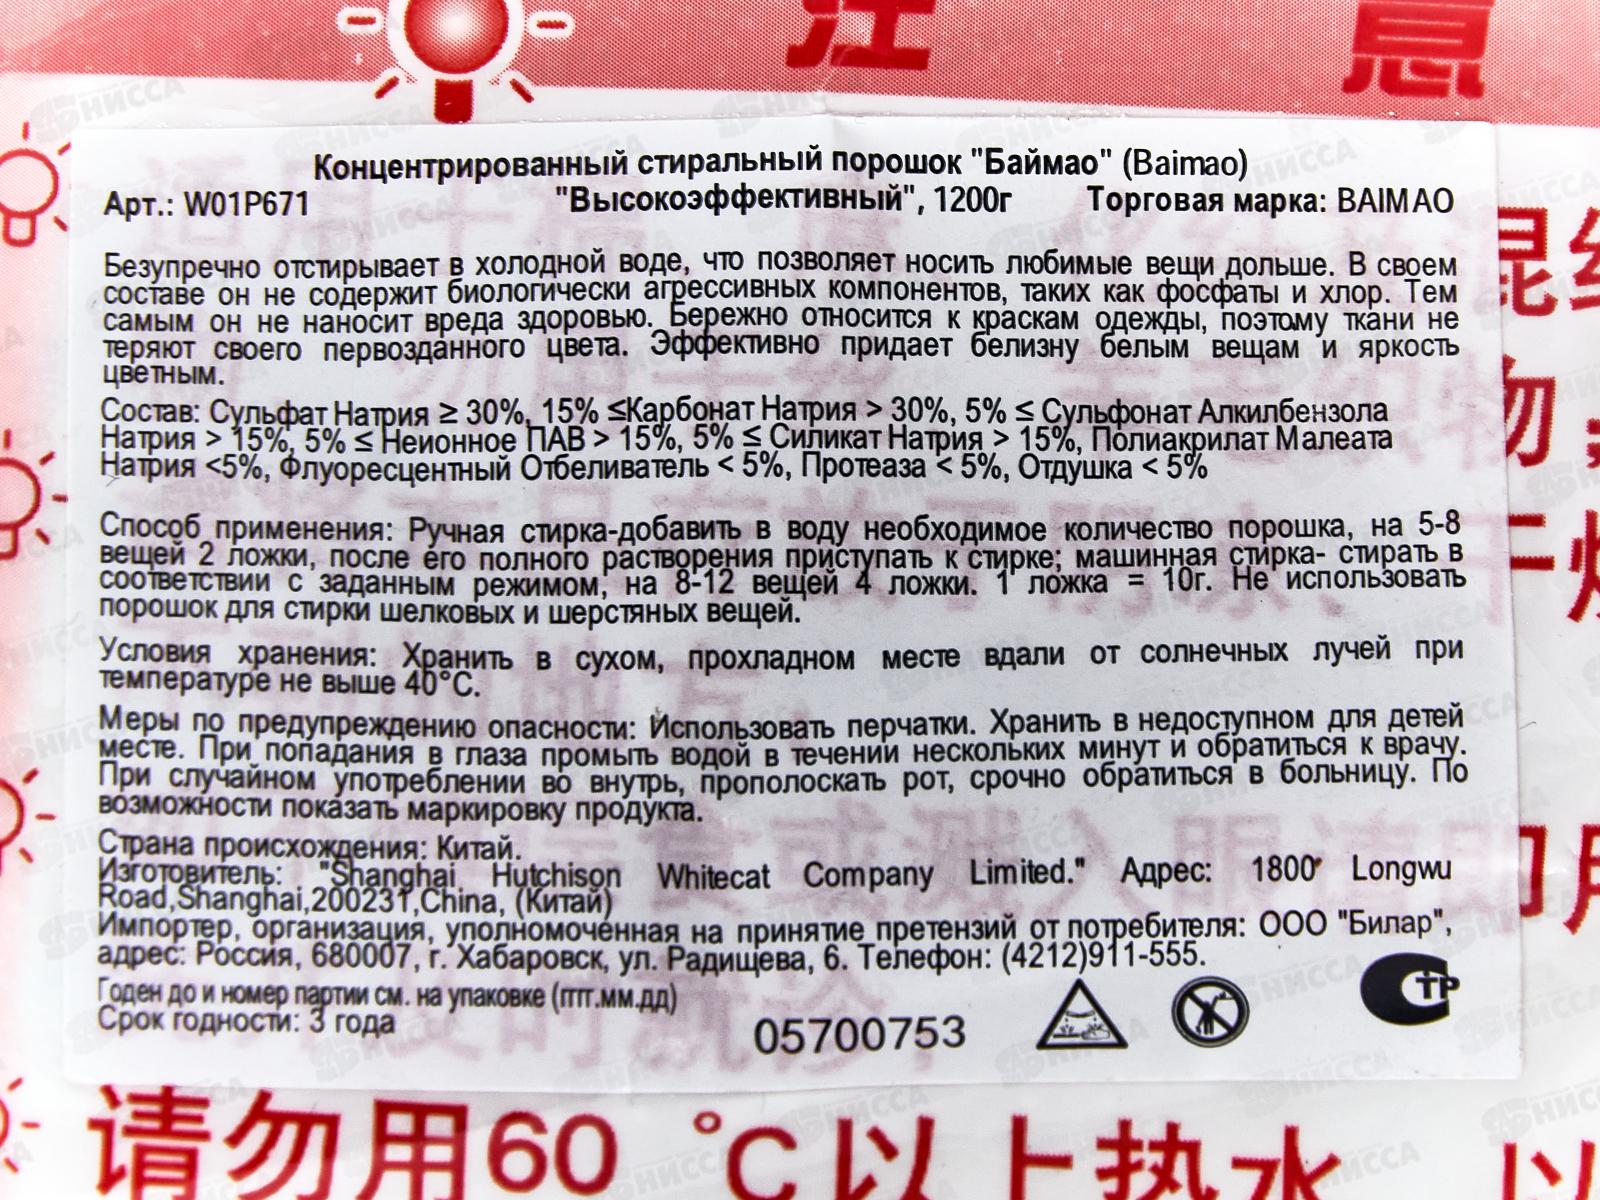 注 意
Концентрированный стиральный порошок "Баймао" (Baimao)
Арт.: W01P671 "Высокоэффективный", 1200г Торговая марка: BAIMAO
Безупречно отстирывает в холодной воде, что позволяет носить любимые вещи дольше. В своем
составе он не содержит биологически агрессивных компонентов, таких как фосфаты и хлор. Тем
самым он не наносит вреда здоровью. Бережно относится к краскам одежды, поэтому ткани не
теряют своего первозданного цвета. Эффективно придает белизну белым вещам и яркость
цветным.
Состав: Сульфат Натрия ≥ 30%, 15% ≤Карбонат Натрия > 30%, 5% ≤ Сульфонат Алкилбензола
Натрия > 15%, 5% ≤ Неионное ПАВ > 15%, 5% ≤ Силикат Натрия > 15%, Полиакрилат Малеата
Натрия <5%, Флуоресцентный Отбеливатель < 5%, Протеаза < 5%, Отдушка < 5%
Способ применения: Ручная стирка-добавить в воду необходимое количество порошка, на 5-8
вещей 2 ложки, после его полного растворения приступать к стирке; машинная стирка- стирать в
соответствии с заданным режимом, на 8-12 вещей 4 ложки. 1 ложка = 10г. Не использовать
порошок для стирки шелковых и шерстяных вещей.
Условия хранения: Хранить в сухом, прохладном месте вдали от солнечных лучей при
температуре не выше 40°С.
Меры по предупреждению опасности: Использовать перчатки. Хранить в недоступном для детей
месте. При попадания в глаза промыть водой в течении нескольких минут и обратиться к врачу.
При случайном употреблении во внутрь, прополоскать рот, срочно обратиться в больницу. По
возможности показать маркировку продукта.
Страна происхождения: Китай.
Изготовитель: "Shanghai Hutchison Whitecat Company Limited." Адрес: 1800 Longwu
Road,Shanghai,200231,China, (Китай)
Импортер, организация, уполномоченная на принятие претензий от потребителя: ООО "Билар",
адрес: Россия, 680007, г. Хабаровск, ул. Радищева, 6. Телефон: (4212)911-555.
Годен до и номер партии см. на упаковке (гггг.мм.дд)
Срок годности: 3 года
05700753
СТР
请勿用60℃以上热水